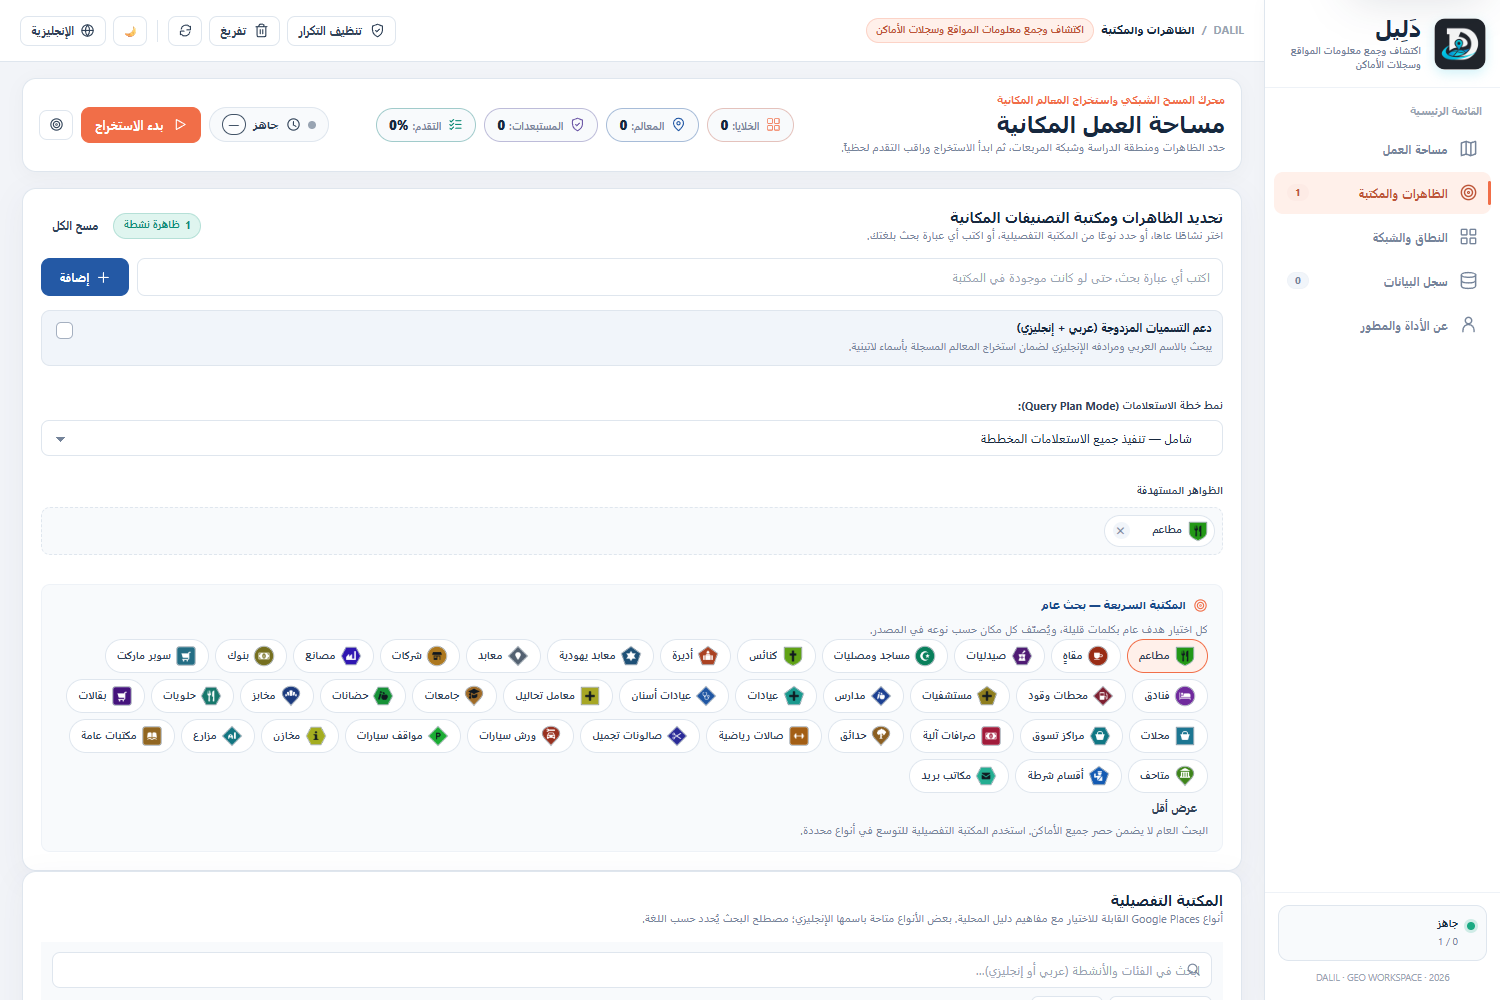 دَلِيل
اكتشاف وجمع معلومات المواقع
وسجلات الأماكن
القائمة الرئيسية
مساحة العمل
الظاهرات والمكتبة 1
النطاق والشبكة
سجل البيانات 0
عن الأداة والمطور
جاهز
1 / 0
DALIL · GEO WORKSPACE · 2026
DALIL / الظاهرات والمكتبة اكتشاف وجمع معلومات المواقع وسجلات الأماكن
تنظيف التكرار تفريغ الإنجليزية
محرك المسح الشبكي واستخراج المعالم المكانية
مساحة العمل المكانية
حدّد الظاهرات ومنطقة الدراسة وشبكة المربعات، ثم ابدأ الاستخراج وراقب التقدم لحظياً.
الخلايا: 0 المعالم: 0 المستبعدات: 0 التقدم: 0% جاهز — بدء الاستخراج
تحديد الظاهرات ومكتبة التصنيفات المكانية
اختر نشاطًا عامًا، أو حدد نوعًا من المكتبة التفصيلية، أو اكتب أي عبارة بحث بلغتك.
1 ظاهرة نشطة مسح الكل
اكتب أي عبارة بحث، حتى لو كانت موجودة في المكتبة
إضافة
دعم التسميات المزدوجة (عربي + إنجليزي)
يبحث بالاسم العربي ومرادفه الإنجليزي لضمان استخراج المعالم المسجلة بأسماء لاتينية.
نمط خطة الاستعلامات (Query Plan Mode):
شامل — تنفيذ جميع الاستعلامات المخططة
الظواهر المستهدفة
مطاعم
المكتبة السريعة — بحث عام
كل اختيار هدف عام بكلمات قليلة، ويُصنّف كل مكان حسب نوعه في المصدر.
مطاعم مقاهٍ صيدليات مساجد ومصليات كنائس أديرة معابد يهودية معابد شركات مصانع بنوك سوبر ماركت
فنادق محطات وقود مستشفيات مدارس عيادات عيادات أسنان معامل تحاليل جامعات حضانات مخابز حلويات بقالات
محلات مراكز تسوق صرافات آلية حدائق صالات رياضية صالونات تجميل ورش سيارات مواقف سيارات مخازن مزارع مكتبات عامة
متاحف أقسام شرطة مكاتب بريد
عرض أقل
البحث العام لا يضمن حصر جميع الأماكن. استخدم المكتبة التفصيلية للتوسع في أنواع محددة.
المكتبة التفصيلية
أنواع Google Places القابلة للاختيار مع مفاهيم دليل المحلية. بعض الأنواع متاحة باسمها الإنجليزي؛ مصطلح البحث يُحدد حسب اللغة.
ابحث في الفئات والأنشطة (عربي أو إنجليزي)...